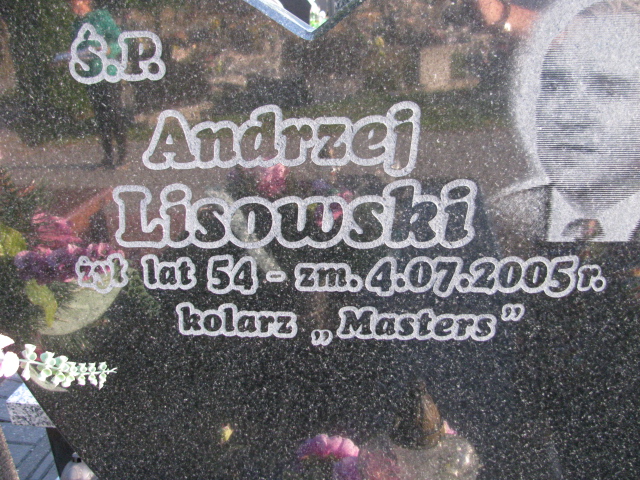 Ś.P.
Andrzej
Lisowski
żył lat 54 - zm. 4.07.2005 r.
kolarz „Masters”